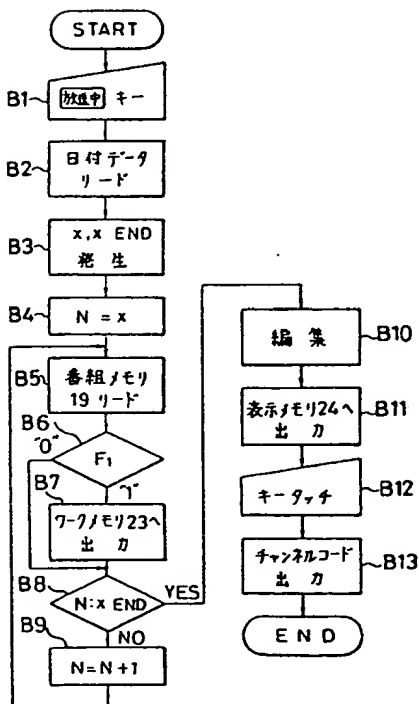 START
B1 放送中 キー
B2 日付データ
リード
B3 x,x END
発生
B4 N = x
B5 番組メモリ
19リード
B6 F1
"0"
"1"
B7 ワークメモリ23へ
出力
B8 N:x END YES
NO
B9 N=N+1
編集 B10
表示メモリ24へ B11
出力
キータッチ B12
チャンネルコード B13
出力
END